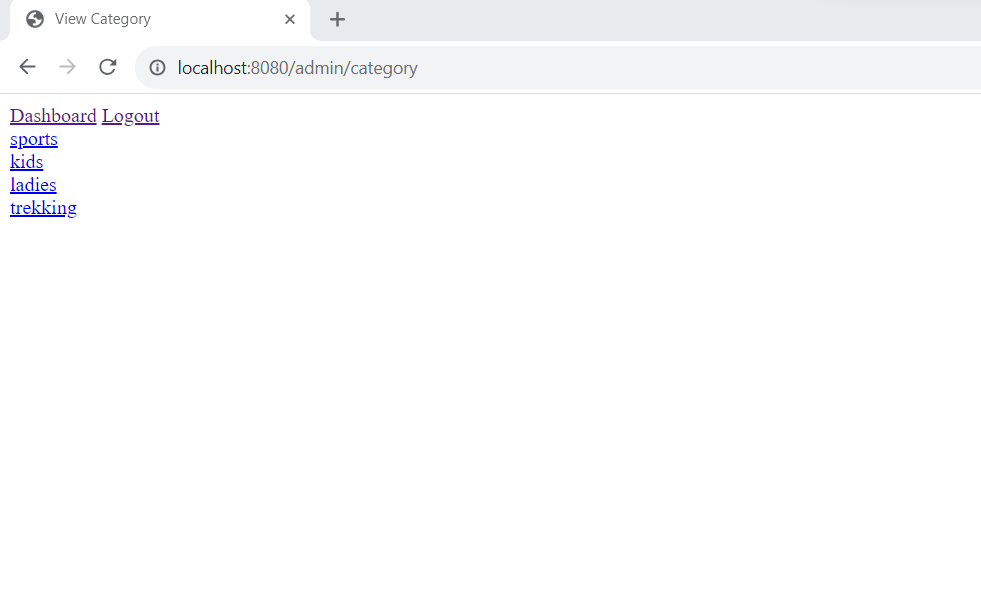 View Category
localhost:8080/admin/category
Dashboard Logout
sports
kids
ladies
trekking